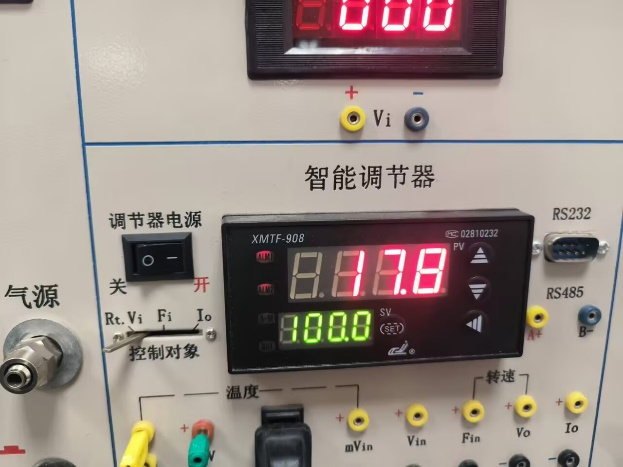 000
+ -
Vi
智能调节器
调节器电源
关 开
XMTF-908
02810232
PV
17.8
SV
100.0
SET
RS232
RS485
A+ B-
气源
Rt. Vi Fi Io
控制对象
温度
转速
+ + + + + +
mVin Vin Fin Vo Io